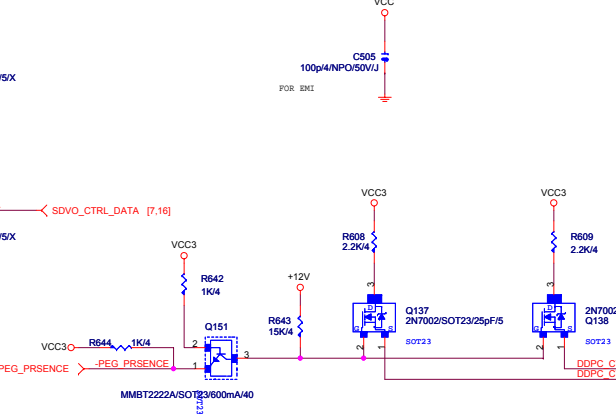 VCC
C505
100p/4/NPO/50V/J
FOR EMI
/5/X
SDVO_CTRL_DATA [7,16]
/5/X
VCC3
R608
2.2K/4
VCC3
R609
2.2K/4
VCC3
R642
1K/4
+12V
R643
15K/4
3
D
G
S
2
1
Q137
2N7002/SOT23/25pF/5
SOT23
3
D
G
S
2
1
2N7002
Q138
SOT23
Q151
VCC3
R644
1K/4
2
1
3
PEG_PRSENCE
-PEG_PRSENCE
MMBT2222A/SOT23/600mA/40
DDPC_C
DDPC_C